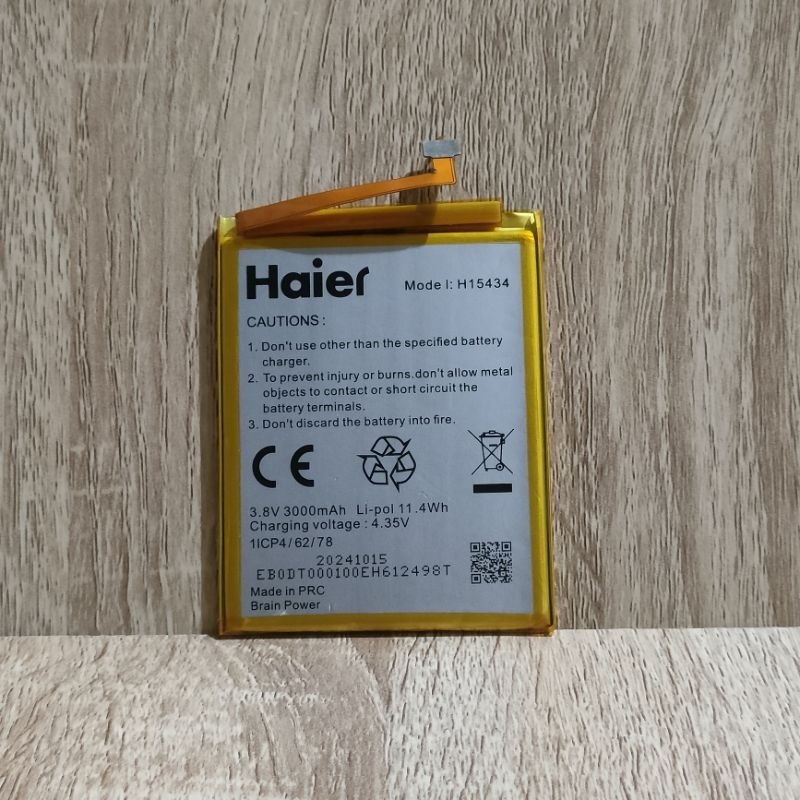 Haier
Model: H15434
CAUTIONS :
1. Don't use other than the specified battery
charger.
2. To prevent injury or burns.don't allow metal
objects to contact or short circuit the
battery terminals.
3. Don't discard the battery into fire.
CE
3.8V 3000mAh Li-pol 11.4Wh
Charging voltage : 4.35V
1ICP4/62/78
20241015
EB0DT000100EH612498T
Made in PRC
Brain Power